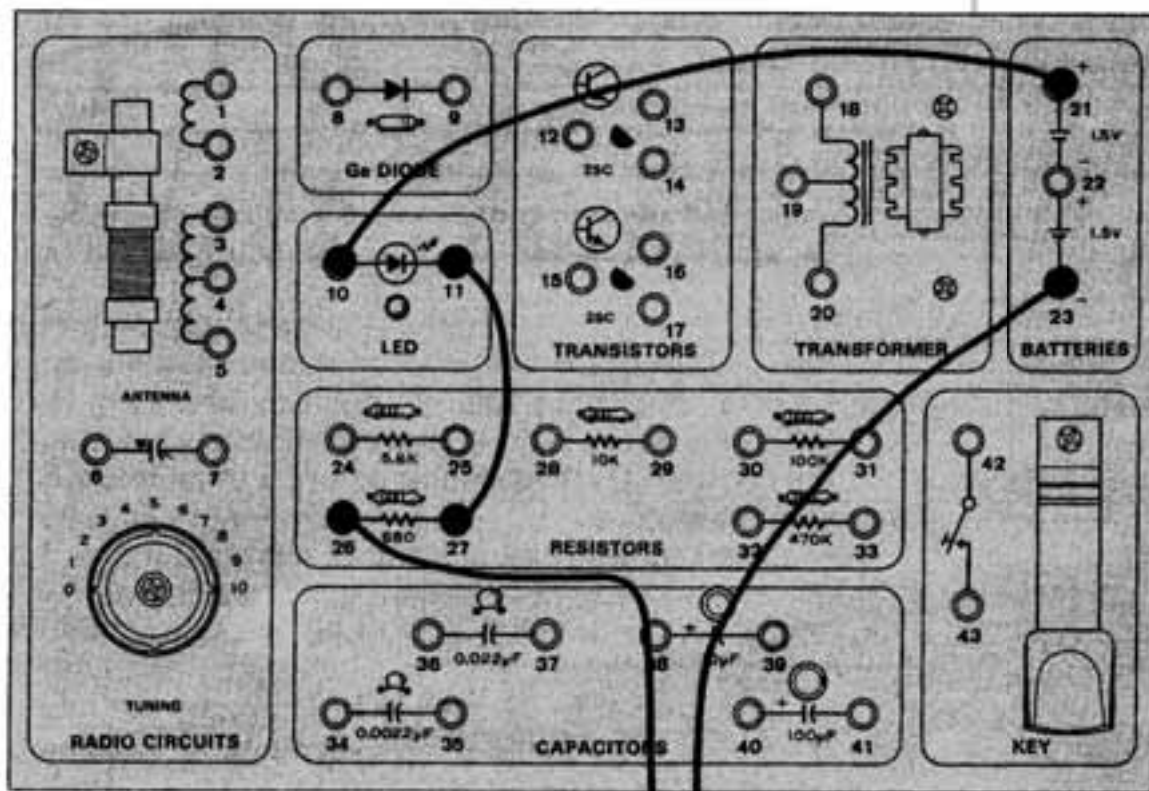 1
2
3
4
5
ANTENNA
6 7
0 1 2 3 4 5 6 7 8 9 10
TUNING
RADIO CIRCUITS
8 9
Ge DIODE
10 11
LED
12 13
2SC 14
15 16
2SC 17
TRANSISTORS
18
19
20
TRANSFORMER
+
21
1.5V
-
22
+
1.5V
-
23
BATTERIES
24 5.6K 25
28 10K 29
30 100K 31
26 27
32 470K 33
RESISTORS
36 0.022µF 37
+ 39
34 0.0022µF 35
+
40 100µF 41
CAPACITORS
42
43
KEY